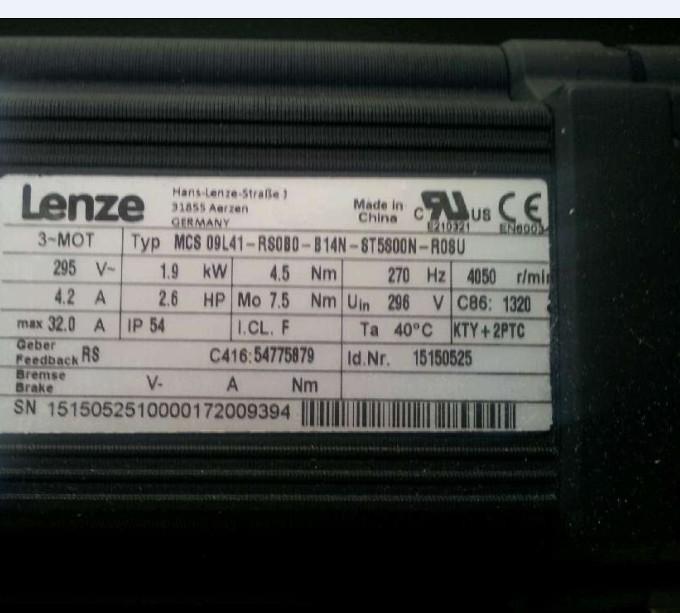 Lenze
Hans-Lenze-Straße 1
31855 Aerzen
GERMANY
Made in
China
c US CE
E210321
3~MOT Typ MCS 09L41-RS0B0-B14N-ST5S00N-R0SU
295 V~ 1.9 kW 4.5 Nm 270 Hz 4050 r/min
4.2 A 2.6 HP Mo 7.5 Nm Uin 296 V C86: 1320
max 32.0 A IP 54 I.CL. F Ta 40°C KTY+2PTC
Geber
Feedback RS C416:54775879 Id.Nr. 15150525
Bremse
Brake V- A Nm
SN 1515052510000172009394